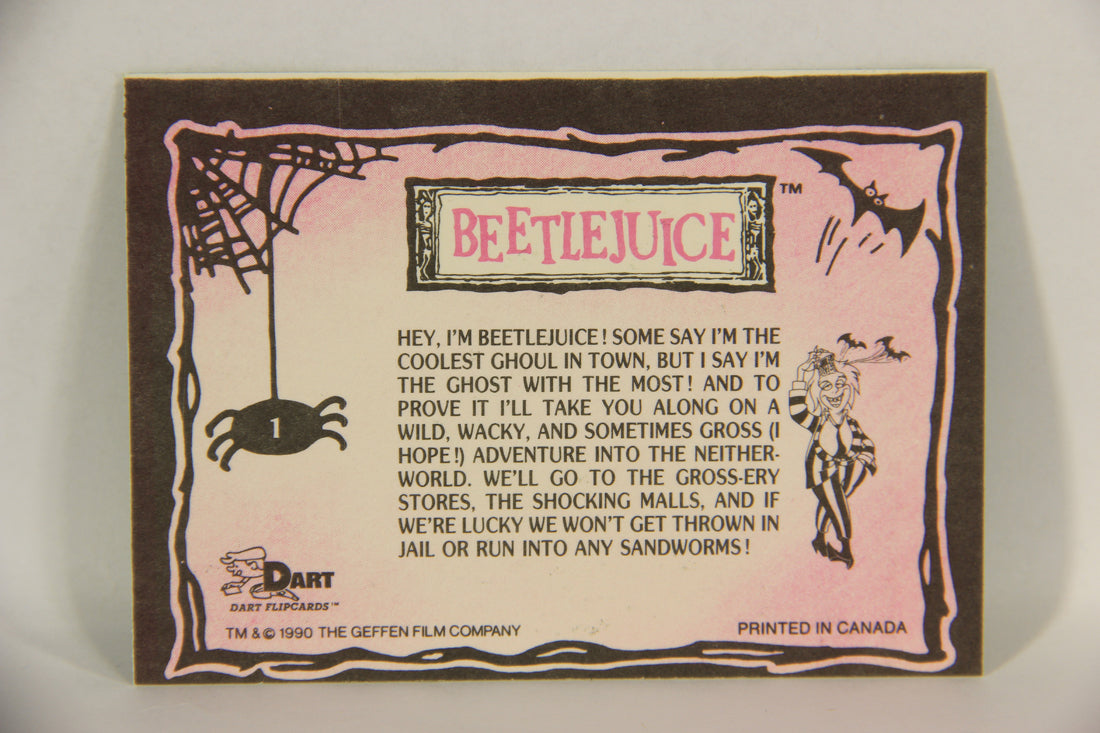 BEETLEJUICE™
HEY, I'M BEETLEJUICE! SOME SAY I'M THE
COOLEST GHOUL IN TOWN, BUT I SAY I'M
THE GHOST WITH THE MOST! AND TO
PROVE IT I'LL TAKE YOU ALONG ON A
WILD, WACKY, AND SOMETIMES GROSS (I
HOPE!) ADVENTURE INTO THE NEITHER-
WORLD. WE'LL GO TO THE GROSS-ERY
STORES, THE SHOCKING MALLS, AND IF
WE'RE LUCKY WE WON'T GET THROWN IN
JAIL OR RUN INTO ANY SANDWORMS!
1
DART
DART FLIPCARDS™
TM & © 1990 THE GEFFEN FILM COMPANY
PRINTED IN CANADA